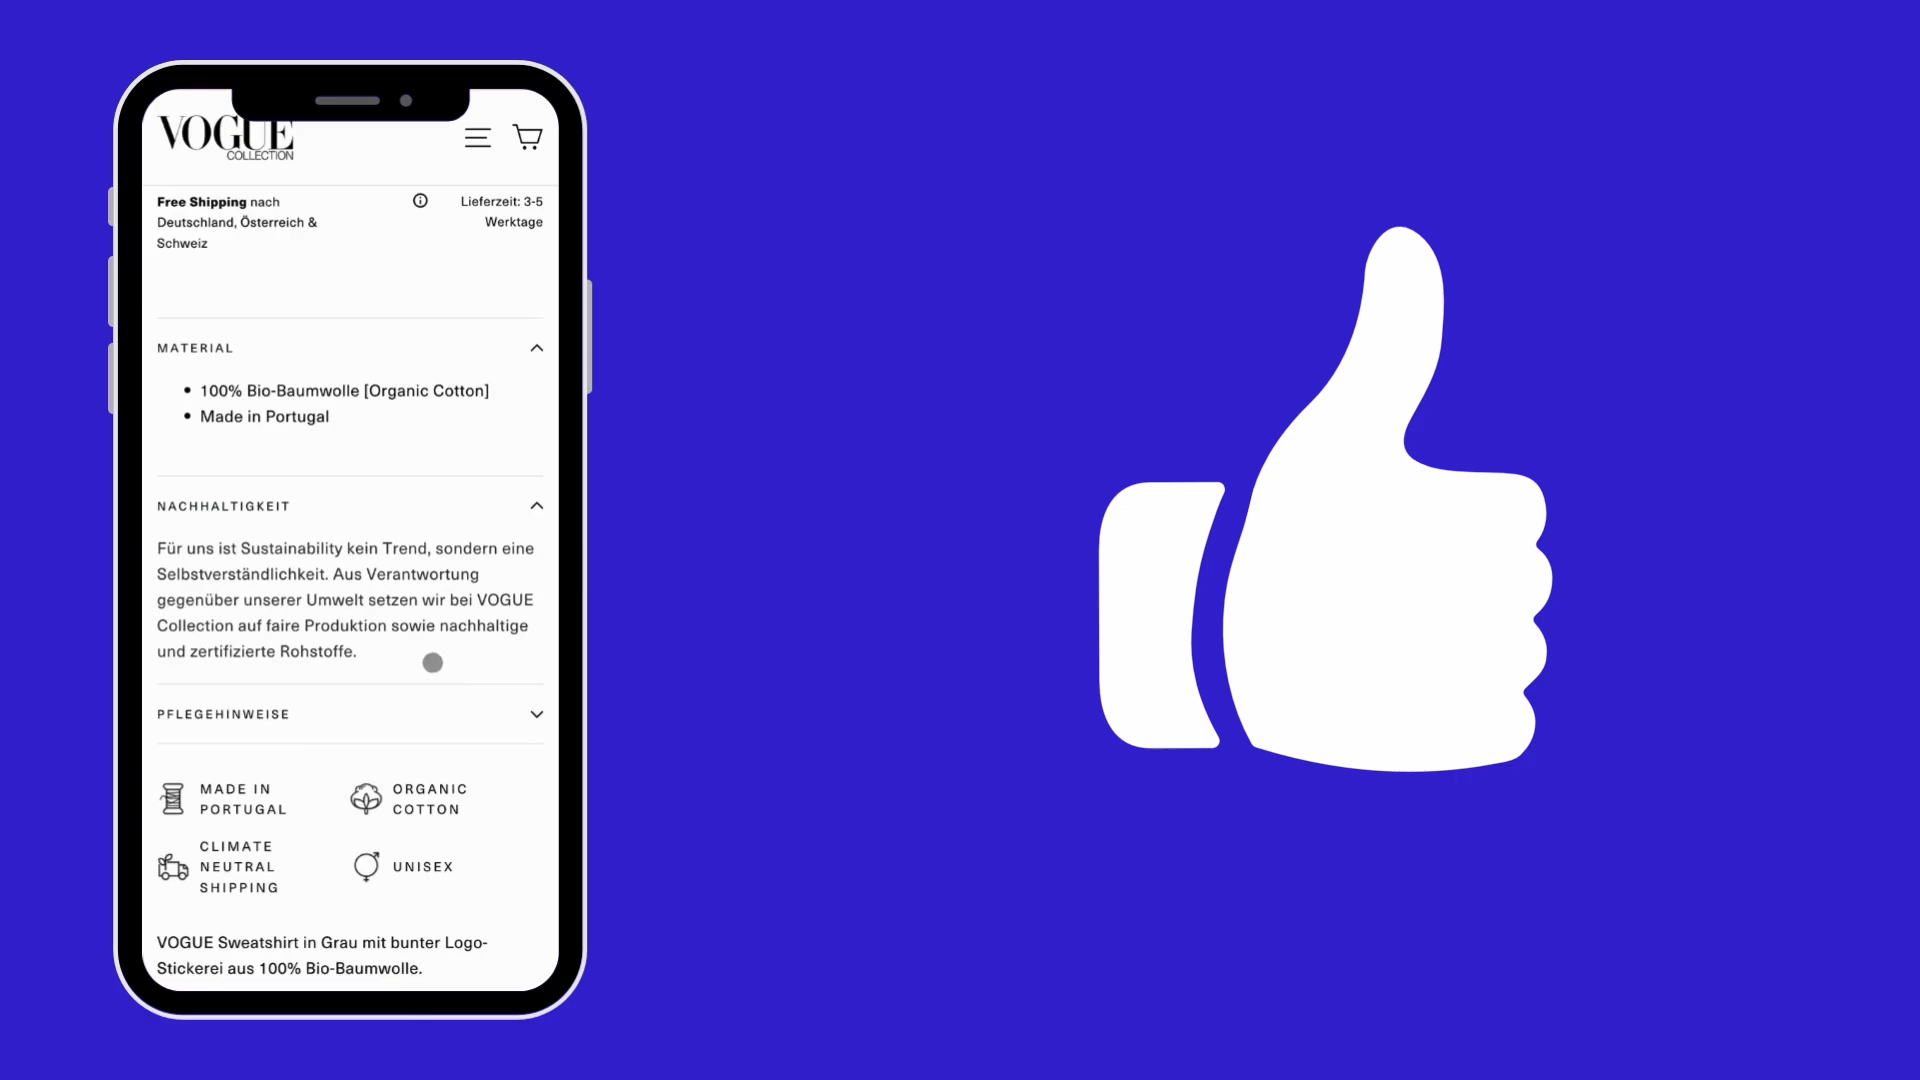 VOGUE
COLLECTION
Free Shipping nach
Deutschland, Österreich &
Schweiz
Lieferzeit: 3-5
Werktage
MATERIAL
• 100% Bio-Baumwolle [Organic Cotton]
• Made in Portugal
NACHHALTIGKEIT
Für uns ist Sustainability kein Trend, sondern eine
Selbstverständlichkeit. Aus Verantwortung
gegenüber unserer Umwelt setzen wir bei VOGUE
Collection auf faire Produktion sowie nachhaltige
und zertifizierte Rohstoffe.
PFLEGEHINWEISE
MADE IN
PORTUGAL
ORGANIC
COTTON
CLIMATE
NEUTRAL
SHIPPING
UNISEX
VOGUE Sweatshirt in Grau mit bunter Logo-
Stickerei aus 100% Bio-Baumwolle.